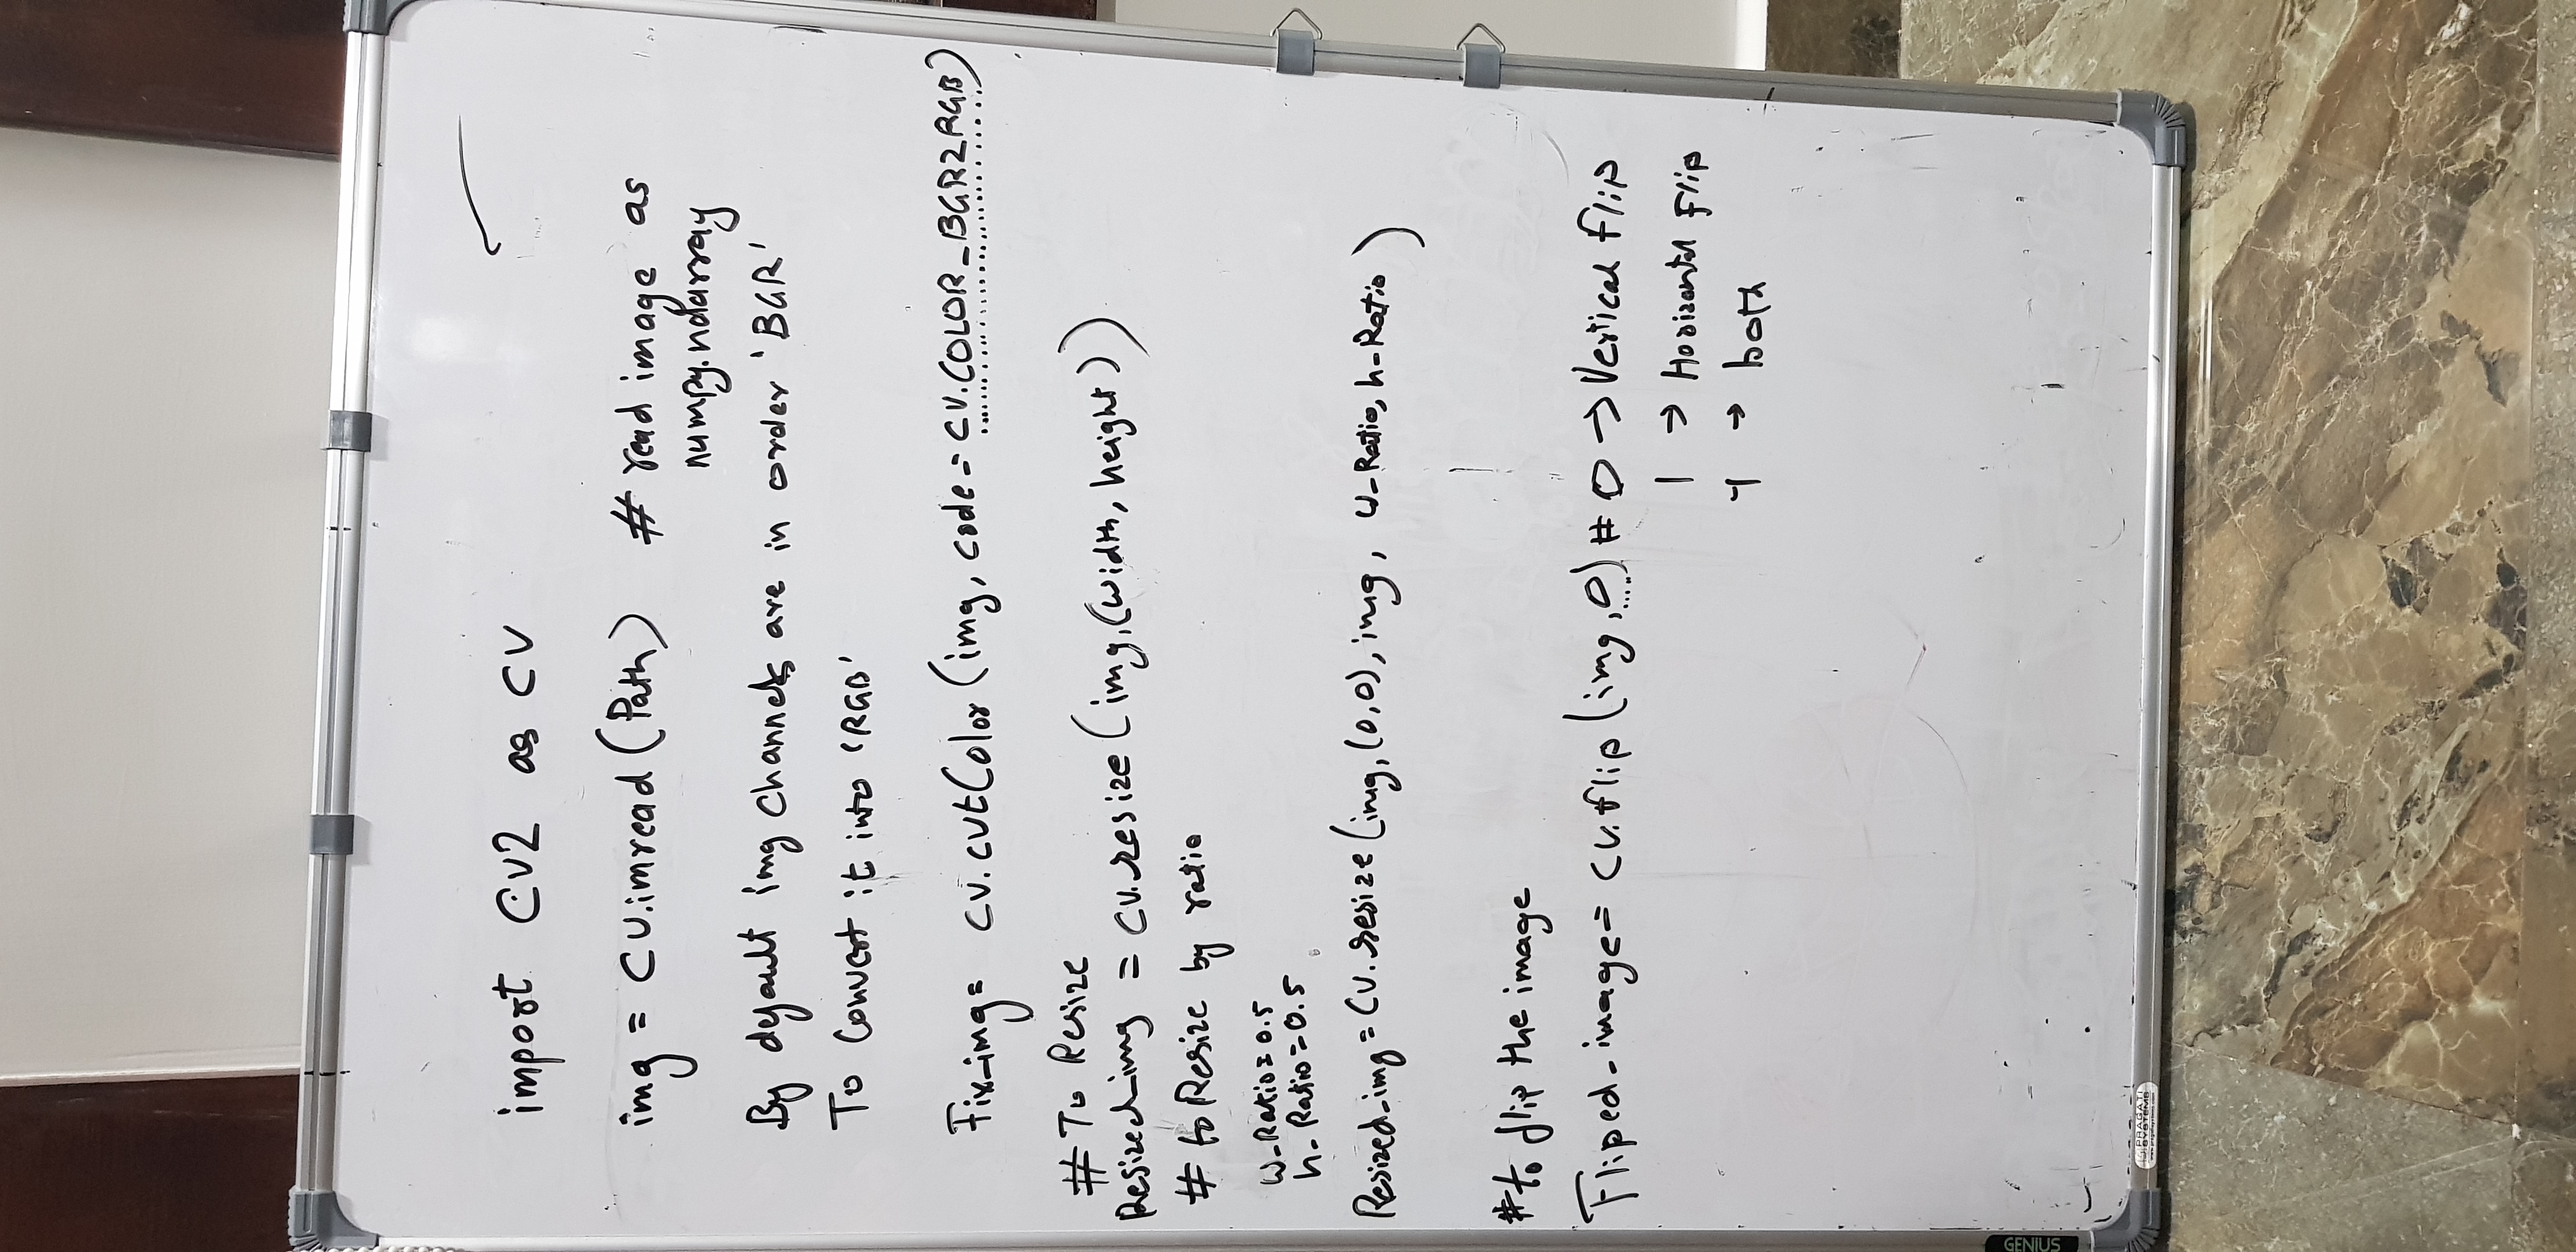 import CV2 as CV
img = CV.imread (Path) # read image as
numpy.ndarray
By default img channels are in order 'BGR'
To Convert it into 'RGB'
Fix_img = CV.CVtColor (img, code = CV.COLOR_BGR2RGB)
# To Resize
Resized_img = CV.resize (img, (width, height))
# to Resize by ratio
w_Ratio = 0.5
h_Ratio = 0.5
Resized_img = CV.resize (img, (0,0), img, w_Ratio, h_Ratio)
# to flip the image
Fliped_image = CV.flip (img, 0) # 0 → Vertical flip
1 → Horizontal flip
-1 → both
GENIUS
PRAGATI
SYSTEMS